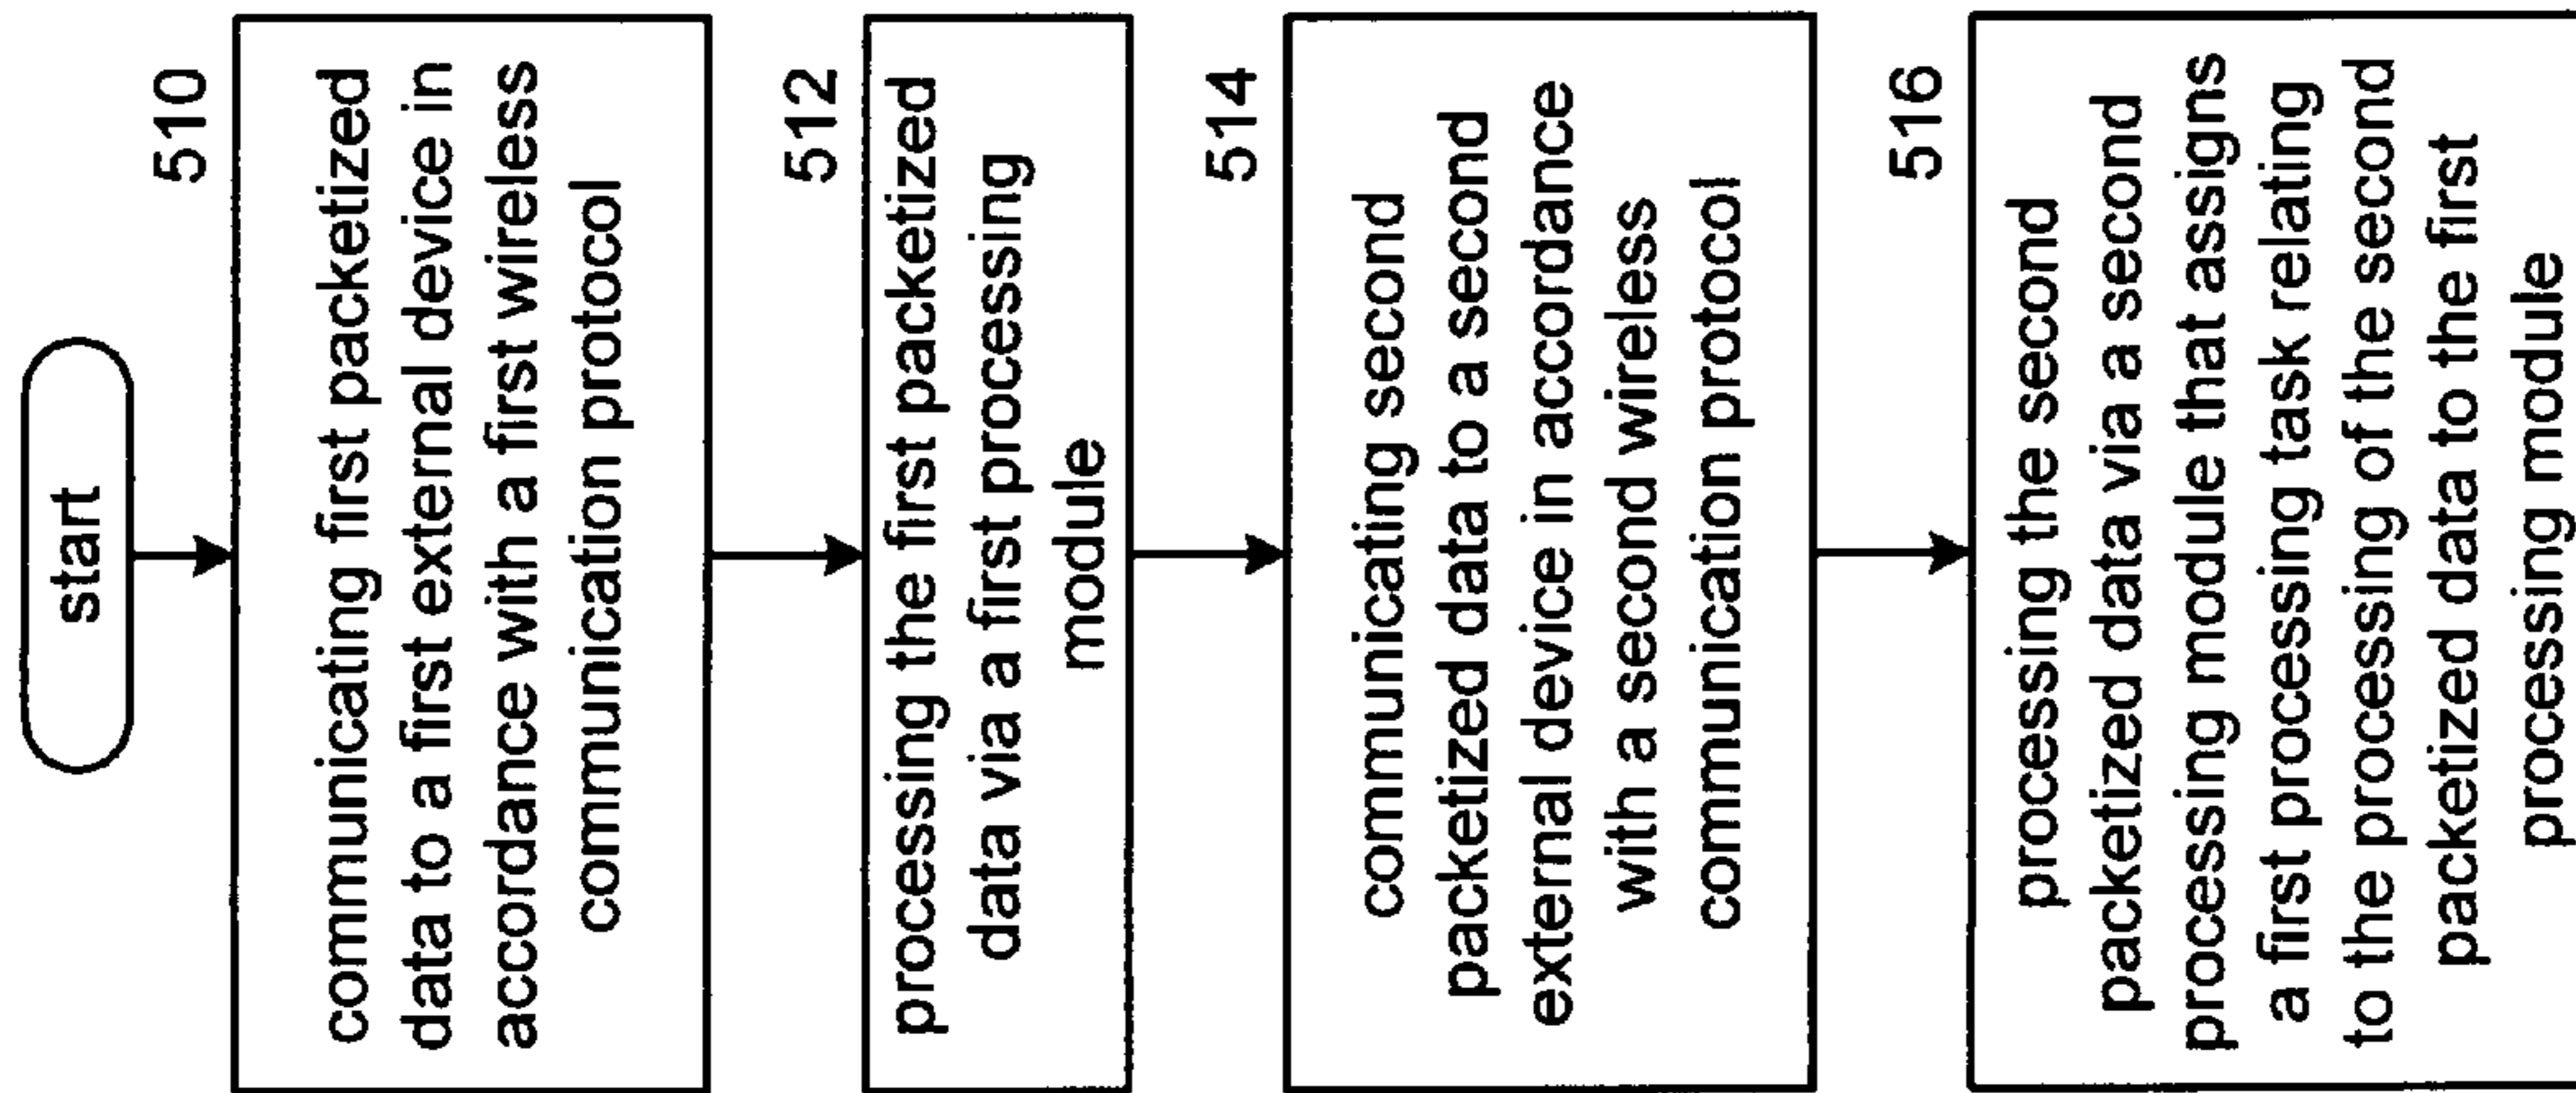 start
510
communicating first packetized
data to a first external device in
accordance with a first wireless
communication protocol
512
processing the first packetized
data via a first processing
module
514
communicating second
packetized data to a second
external device in accordance
with a second wireless
communication protocol
516
processing the second
packetized data via a second
processing module that assigns
a first processing task relating
to the processing of the second
packetized data to the first
processing module